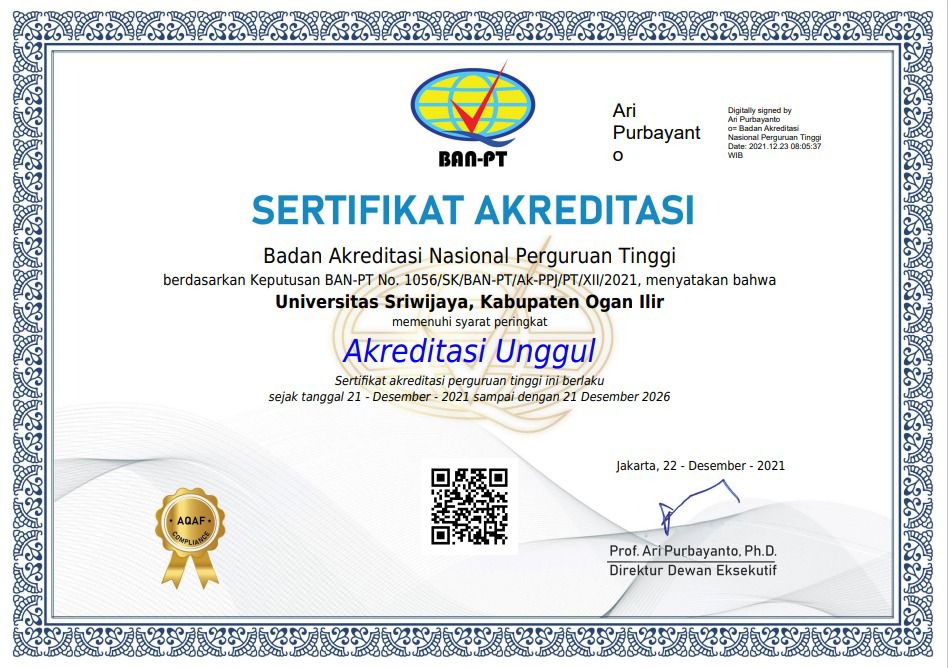 BAN-PT
Ari
Purbayant
o
Digitally signed by
Ari Purbayanto
o= Badan Akreditasi
Nasional Perguruan Tinggi
Date: 2021.12.23 08:05:37
WIB
SERTIFIKAT AKREDITASI
Badan Akreditasi Nasional Perguruan Tinggi
berdasarkan Keputusan BAN-PT No. 1056/SK/BAN-PT/Ak-PPJ/PT/XII/2021, menyatakan bahwa
Universitas Sriwijaya, Kabupaten Ogan Ilir
memenuhi syarat peringkat
Akreditasi Unggul
Sertifikat akreditasi perguruan tinggi ini berlaku
sejak tanggal 21 - Desember - 2021 sampai dengan 21 Desember 2026
Jakarta, 22 - Desember - 2021
AQAF
COMPLIANCE
Prof. Ari Purbayanto, Ph.D.
Direktur Dewan Eksekutif